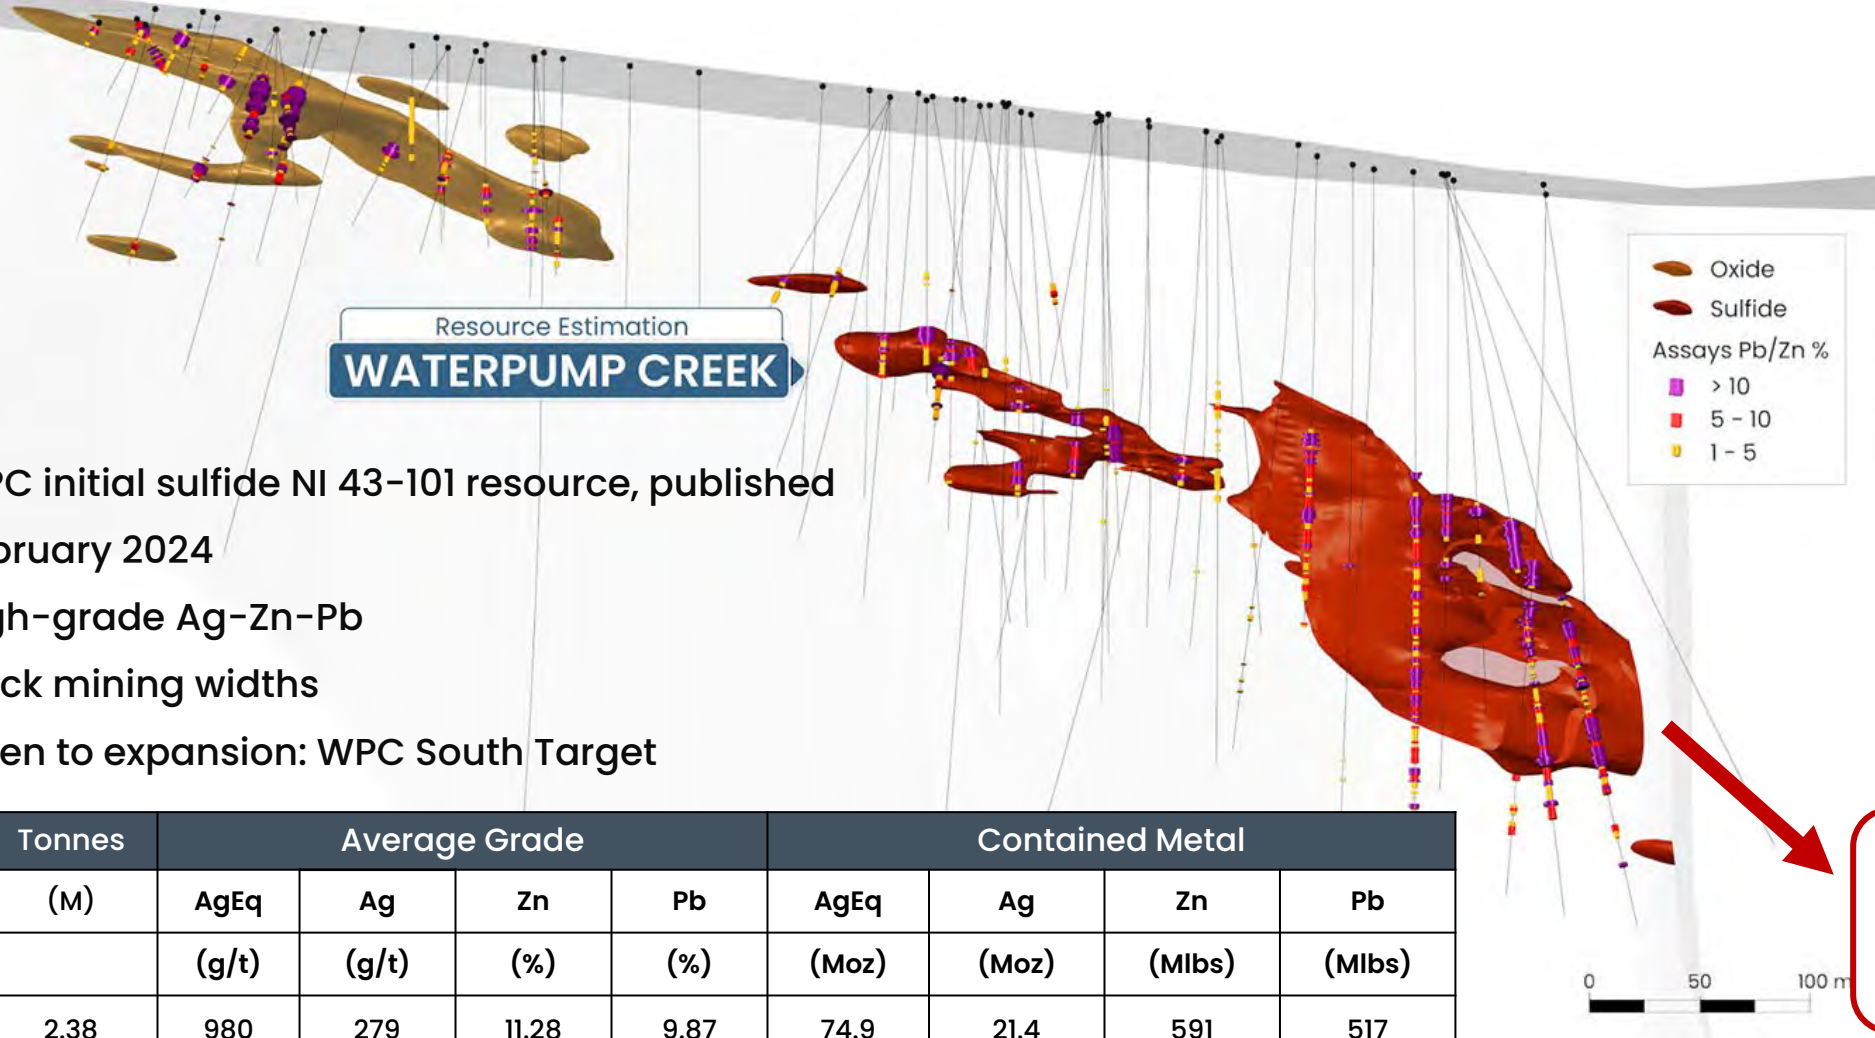 Resource Estimation
WATERPUMP CREEK
Oxide
Sulfide
Assays Pb/Zn %
> 10
5 - 10
1 - 5
PC initial sulfide NI 43-101 resource, published
bruary 2024
gh-grade Ag-Zn-Pb
ck mining widths
en to expansion: WPC South Target
Tonnes Average Grade Contained Metal
(M) AgEq Ag Zn Pb AgEq Ag Zn Pb
(g/t) (g/t) (%) (%) (Moz) (Moz) (Mlbs) (Mlbs)
2.38 980 279 11.28 9.87 74.9 21.4 591 517
0 50 100 m